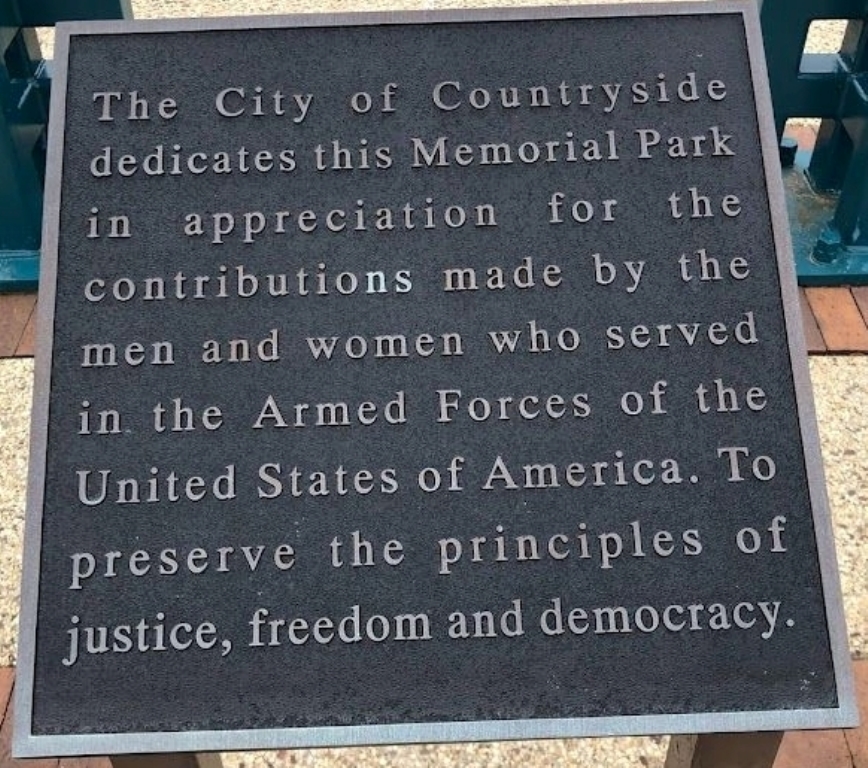 The City of Countryside
dedicates this Memorial Park
in appreciation for the
contributions made by the
men and women who served
in the Armed Forces of the
United States of America. To
preserve the principles of
justice, freedom and democracy.